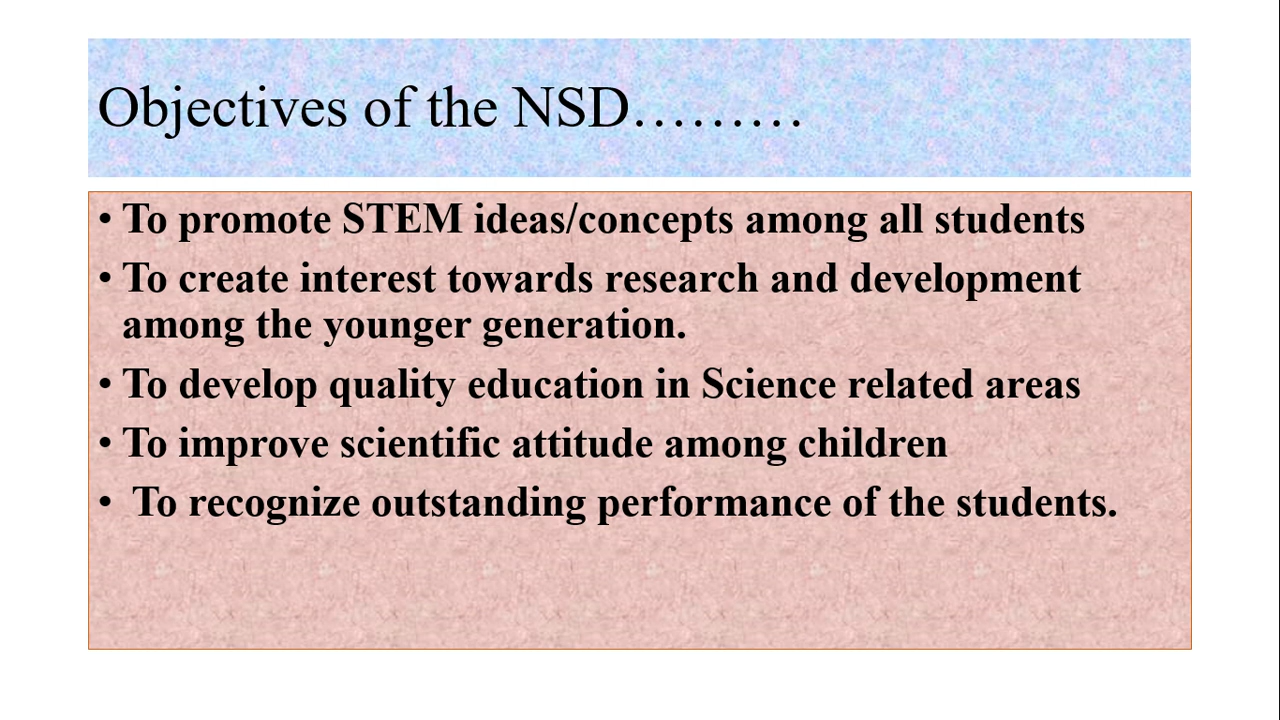 Objectives of the NSD………
• To promote STEM ideas/concepts among all students
• To create interest towards research and development
among the younger generation.
• To develop quality education in Science related areas
• To improve scientific attitude among children
• To recognize outstanding performance of the students.